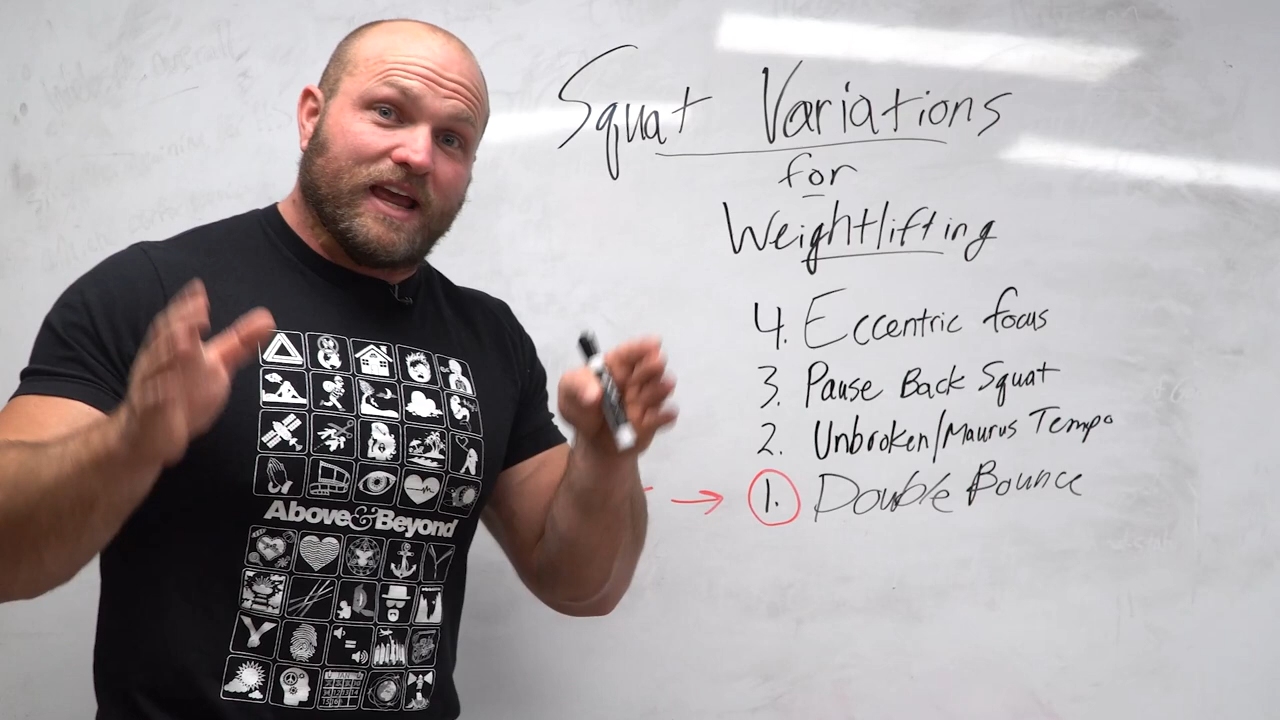 Squat Variations
for
Weightlifting
4. Eccentric focus
3. Pause Back Squat
2. Unbroken/Maurus Tempo
1. Double Bounce
Above&Beyond